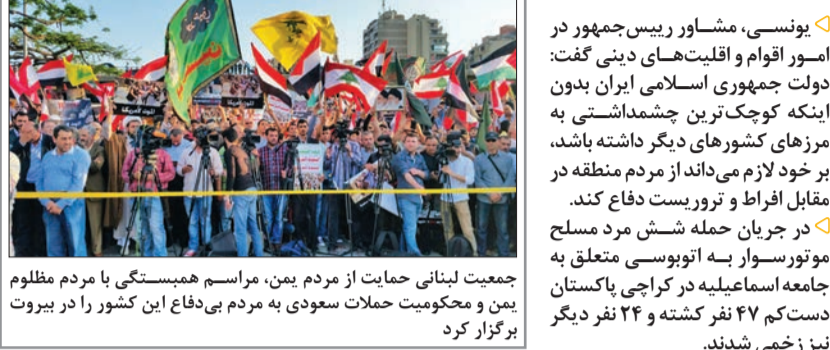 یونسی، مشاور رییس‌جمهور در
امور اقوام و اقلیت‌های دینی گفت:
دولت جمهوری اسلامی ایران بدون
اینکه کوچک‌ترین چشمداشتی به
مرزهای کشورهای دیگر داشته باشد،
بر خود لازم می‌داند از مردم منطقه در
مقابل افراط و تروریست دفاع کند.
در جریان حمله شش مرد مسلح
موتورسوار به اتوبوسی متعلق به
جامعه اسماعیلیه در کراچی پاکستان
دست‌کم ۴۷ نفر کشته و ۲۴ نفر دیگر
نیز زخمی شدند.
جمعیت لبنانی حمایت از مردم یمن، مراسم همبستگی با مردم مظلوم
یمن و محکومیت حملات سعودی به مردم بی‌دفاع این کشور را در بیروت
برگزار کرد